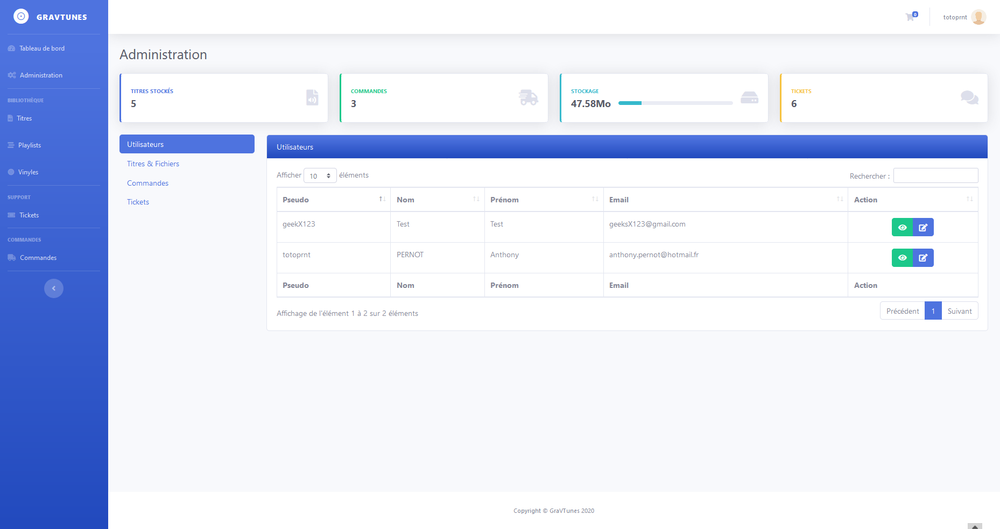 GRAVTUNES
0
totoprnt
Tableau de bord
Administration
BIBLIOTHÈQUE
Titres
Playlists
Vinyles
SUPPORT
Tickets
COMMANDES
Commandes
Administration
TITRES STOCKÉS
5
COMMANDES
3
STOCKAGE
47.58Mo
TICKETS
6
Utilisateurs
Titres & Fichiers
Commandes
Tickets
Utilisateurs
Afficher 10 éléments
Rechercher :
Pseudo Nom Prénom Email Action
geekX123 Test Test geeksX123@gmail.com
totoprnt PERNOT Anthony anthony.pernot@hotmail.fr
Pseudo Nom Prénom Email Action
Affichage de l'élément 1 à 2 sur 2 éléments
Précédent 1 Suivant
Copyright © GraVTunes 2020